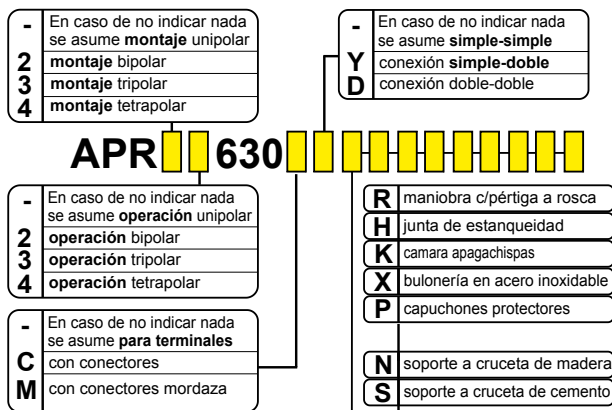 - En caso de no indicar nada
se asume montaje unipolar
2 montaje bipolar
3 montaje tripolar
4 montaje tetrapolar
- En caso de no indicar nada
se asume simple-simple
Y conexión simple-doble
D conexión doble-doble
APR 630
- En caso de no indicar nada
se asume operación unipolar
2 operación bipolar
3 operación tripolar
4 operación tetrapolar
- En caso de no indicar nada
se asume para terminales
C con conectores
M con conectores mordaza
R maniobra c/pértiga a rosca
H junta de estanqueidad
K camara apagachispas
X bulonería en acero inoxidable
P capuchones protectores
N soporte a cruceta de madera
S soporte a cruceta de cemento